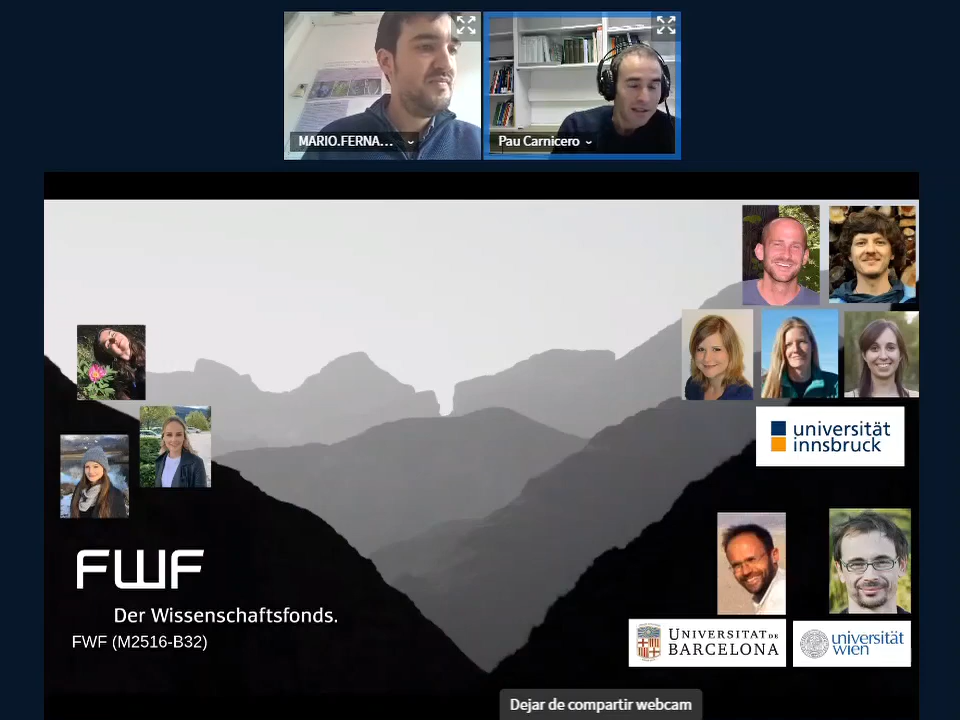 MARIO.FERNA...
Pau Carnicero
universität
innsbruck
FWF
Der Wissenschaftsfonds.
FWF (M2516-B32)
UNIVERSITAT DE
BARCELONA
universität
wien
Dejar de compartir webcam